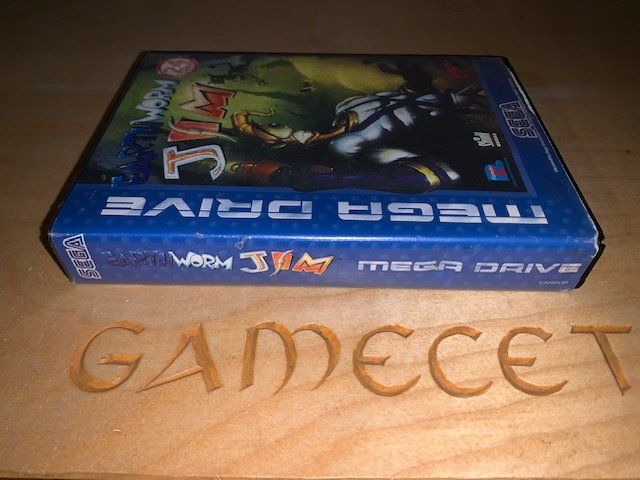 EARTHWORM
JIM
SEGA
MEGA DRIVE
SEGA EARTHWORM JIM MEGA DRIVE
GAMECET